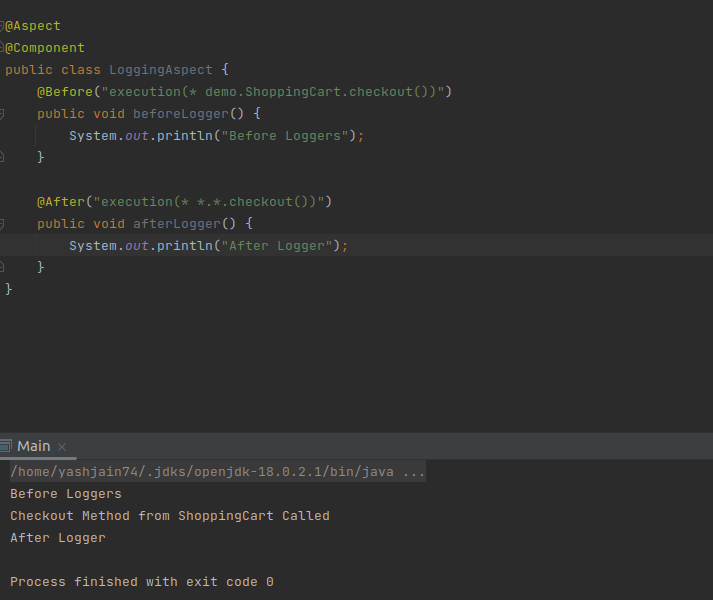 @Aspect
@Component
public class LoggingAspect {
    @Before("execution(* demo.ShoppingCart.checkout())")
    public void beforeLogger() {
        System.out.println("Before Loggers");
    }

    @After("execution(* *.*.checkout())")
    public void afterLogger() {
        System.out.println("After Logger");
    }
}
Main ×
/home/yashjain74/.jdks/openjdk-18.0.2.1/bin/java ...
Before Loggers
Checkout Method from ShoppingCart Called
After Logger

Process finished with exit code 0